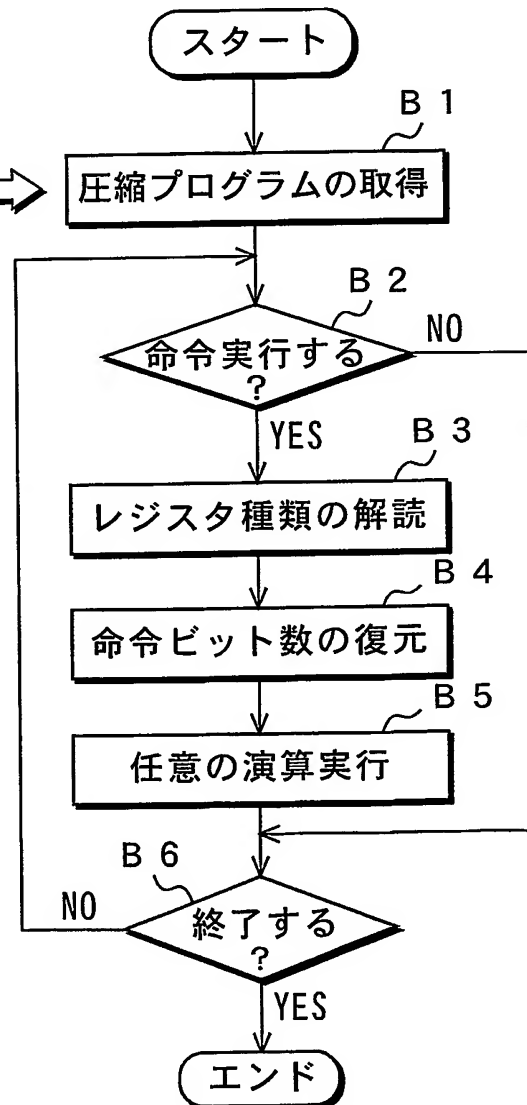 スタート
B 1
圧縮プログラムの取得
B 2
命令実行する
?
NO
YES
B 3
レジスタ種類の解読
B 4
命令ビット数の復元
B 5
任意の演算実行
B 6
終了する
?
NO
YES
エンド